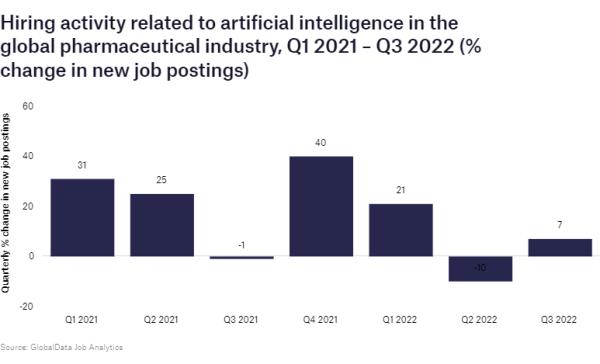 Hiring activity related to artificial intelligence in the
global pharmaceutical industry, Q1 2021 – Q3 2022 (%
change in new job postings)
Quarterly % change in new job postings
60
40
20
0
-20
31
25
-1
40
21
-10
7
Q1 2021
Q2 2021
Q3 2021
Q4 2021
Q1 2022
Q2 2022
Q3 2022
Source: GlobalData Job Analytics